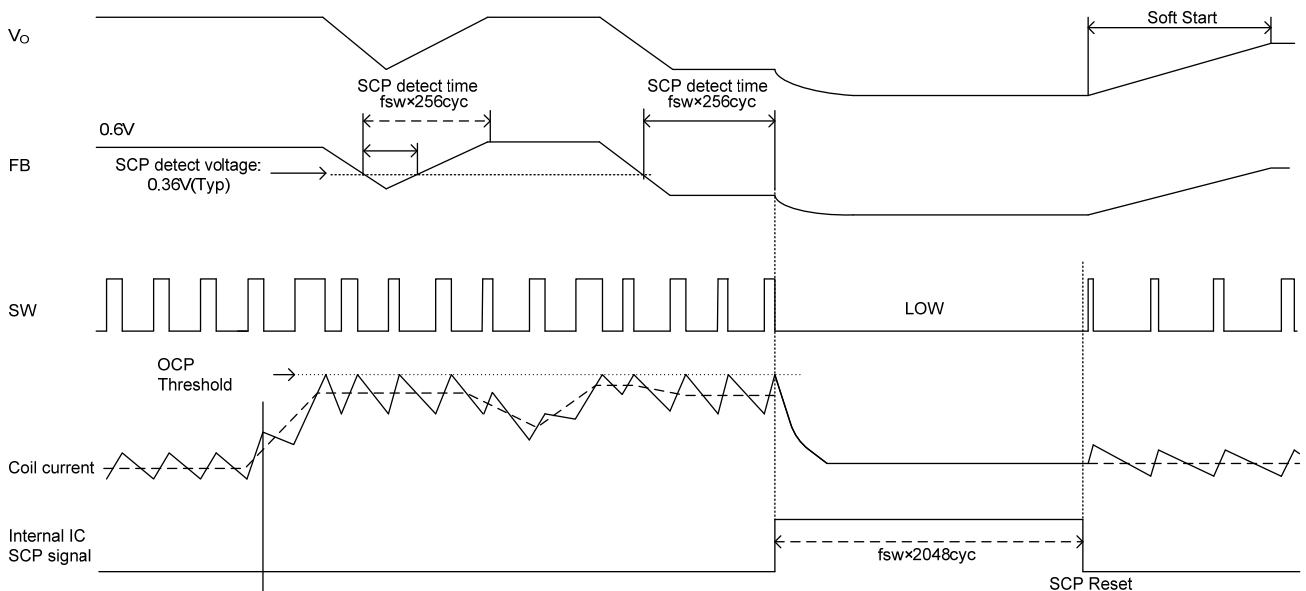 Soft Start
VO
SCP detect time
fsw×256cyc
SCP detect time
fsw×256cyc
0.6V
FB
SCP detect voltage:
0.36V(Typ)
SW
LOW
OCP
Threshold
Coil current
Internal IC
SCP signal
fsw×2048cyc
SCP Reset